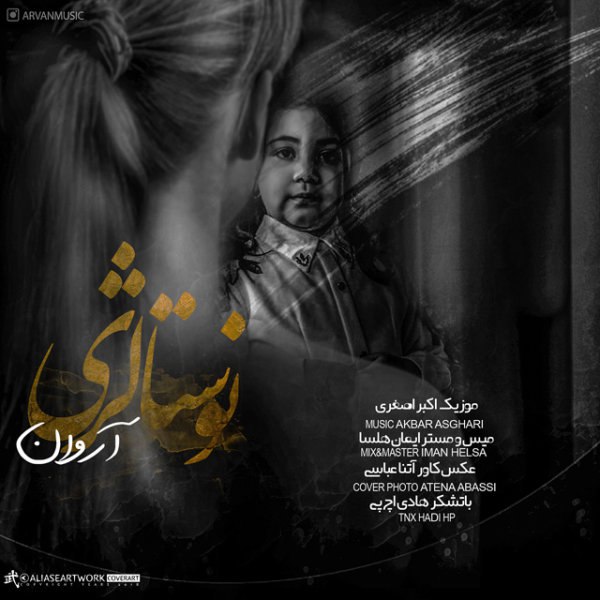 ARVANMUSIC
نوستالژی
آروان
موزیک اکبر اصغری
MUSIC AKBAR ASGHARI
میس و مستر ایمان هلسا
MIX&MASTER IMAN HELSA
عکس کاور آتنا عباسی
COVER PHOTO ATENA ABASSI
باتشکر هادی اچ پی
TNX HADI HP
ALIASEARTWORK COVERART